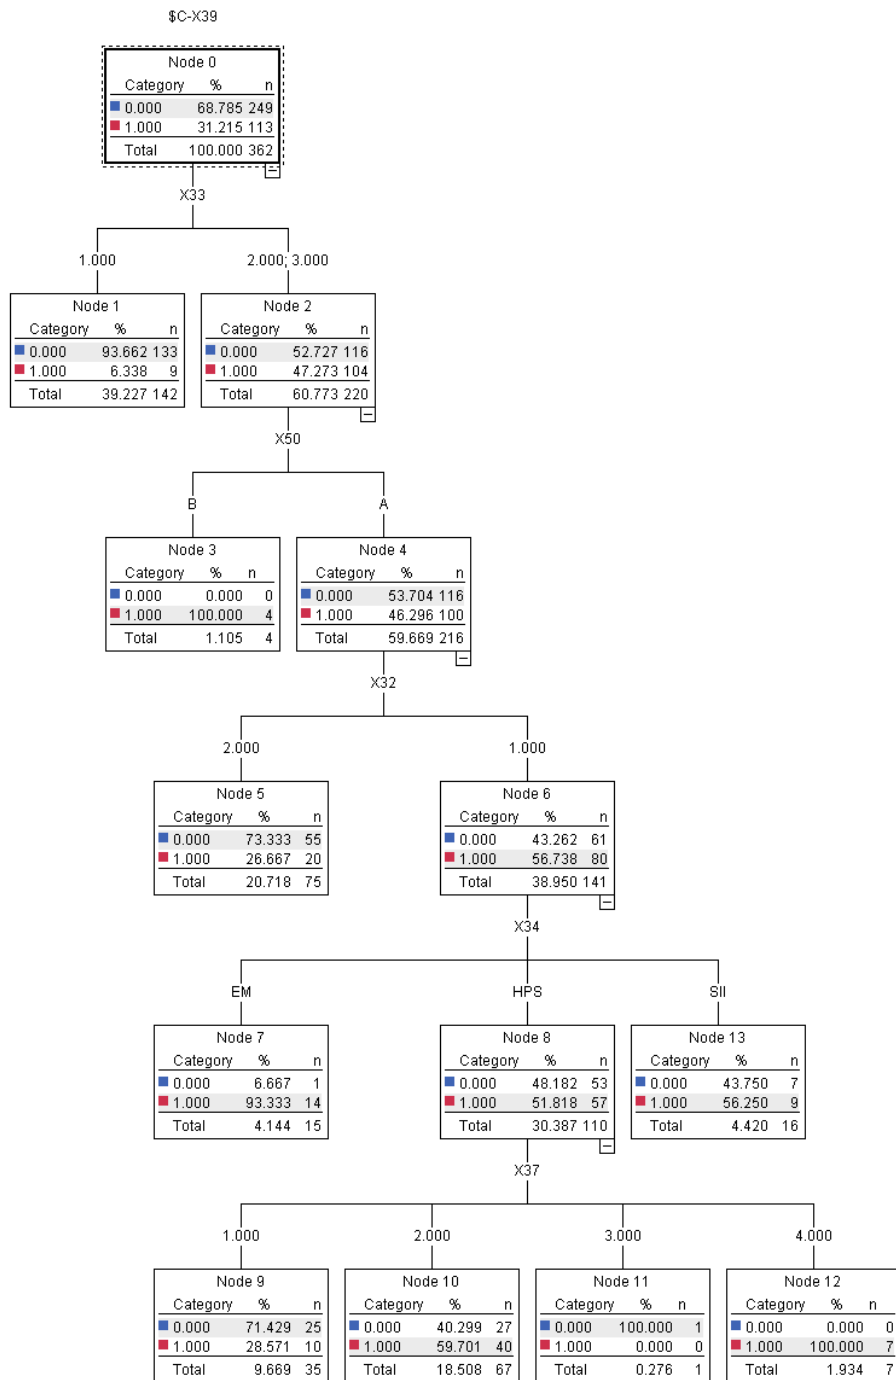 $C-X39
Node 0
Category % n
0.000 68.785 249
1.000 31.215 113
Total 100.000 362
X33
1.000
2.000; 3.000
Node 1
Category % n
0.000 93.662 133
1.000 6.338 9
Total 39.227 142
Node 2
Category % n
0.000 52.727 116
1.000 47.273 104
Total 60.773 220
X50
B
A
Node 3
Category % n
0.000 0.000 0
1.000 100.000 4
Total 1.105 4
Node 4
Category % n
0.000 53.704 116
1.000 46.296 100
Total 59.669 216
X32
2.000
1.000
Node 5
Category % n
0.000 73.333 55
1.000 26.667 20
Total 20.718 75
Node 6
Category % n
0.000 43.262 61
1.000 56.738 80
Total 38.950 141
X34
EM
HPS
SII
Node 7
Category % n
0.000 6.667 1
1.000 93.333 14
Total 4.144 15
Node 8
Category % n
0.000 48.182 53
1.000 51.818 57
Total 30.387 110
Node 13
Category % n
0.000 43.750 7
1.000 56.250 9
Total 4.420 16
X37
1.000
2.000
3.000
4.000
Node 9
Category % n
0.000 71.429 25
1.000 28.571 10
Total 9.669 35
Node 10
Category % n
0.000 40.299 27
1.000 59.701 40
Total 18.508 67
Node 11
Category % n
0.000 100.000 1
1.000 0.000 0
Total 0.276 1
Node 12
Category % n
0.000 0.000 0
1.000 100.000 7
Total 1.934 7